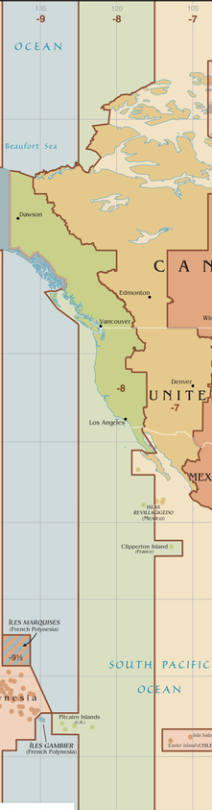 135 120 105
-9 -8 -7
OCEAN
Beaufort Sea
Dawson
CAN
Edmonton
Vancouver
-8
Denver
UNITE
-7
Los Angeles
MEX
ISLAS
REVILLAGIGEDO
(Mexico)
Clipperton Island
(France)
ÎLES MARQUISES
(French Polynesia)
-9½
SOUTH PACIFIC
OCEAN
nesia
Pitcairn Islands
(U.K.)
ÎLES GAMBIER
(French Polynesia)
Easter Island (CHILE